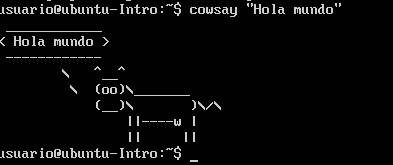 usuario@ubuntu-Intro:~$ cowsay "Hola mundo"
 ____________
< Hola mundo >
 ------------
        \   ^__^
         \  (oo)\_______
            (__)\       )\/\
                ||----w |
                ||     ||
usuario@ubuntu-Intro:~$ _